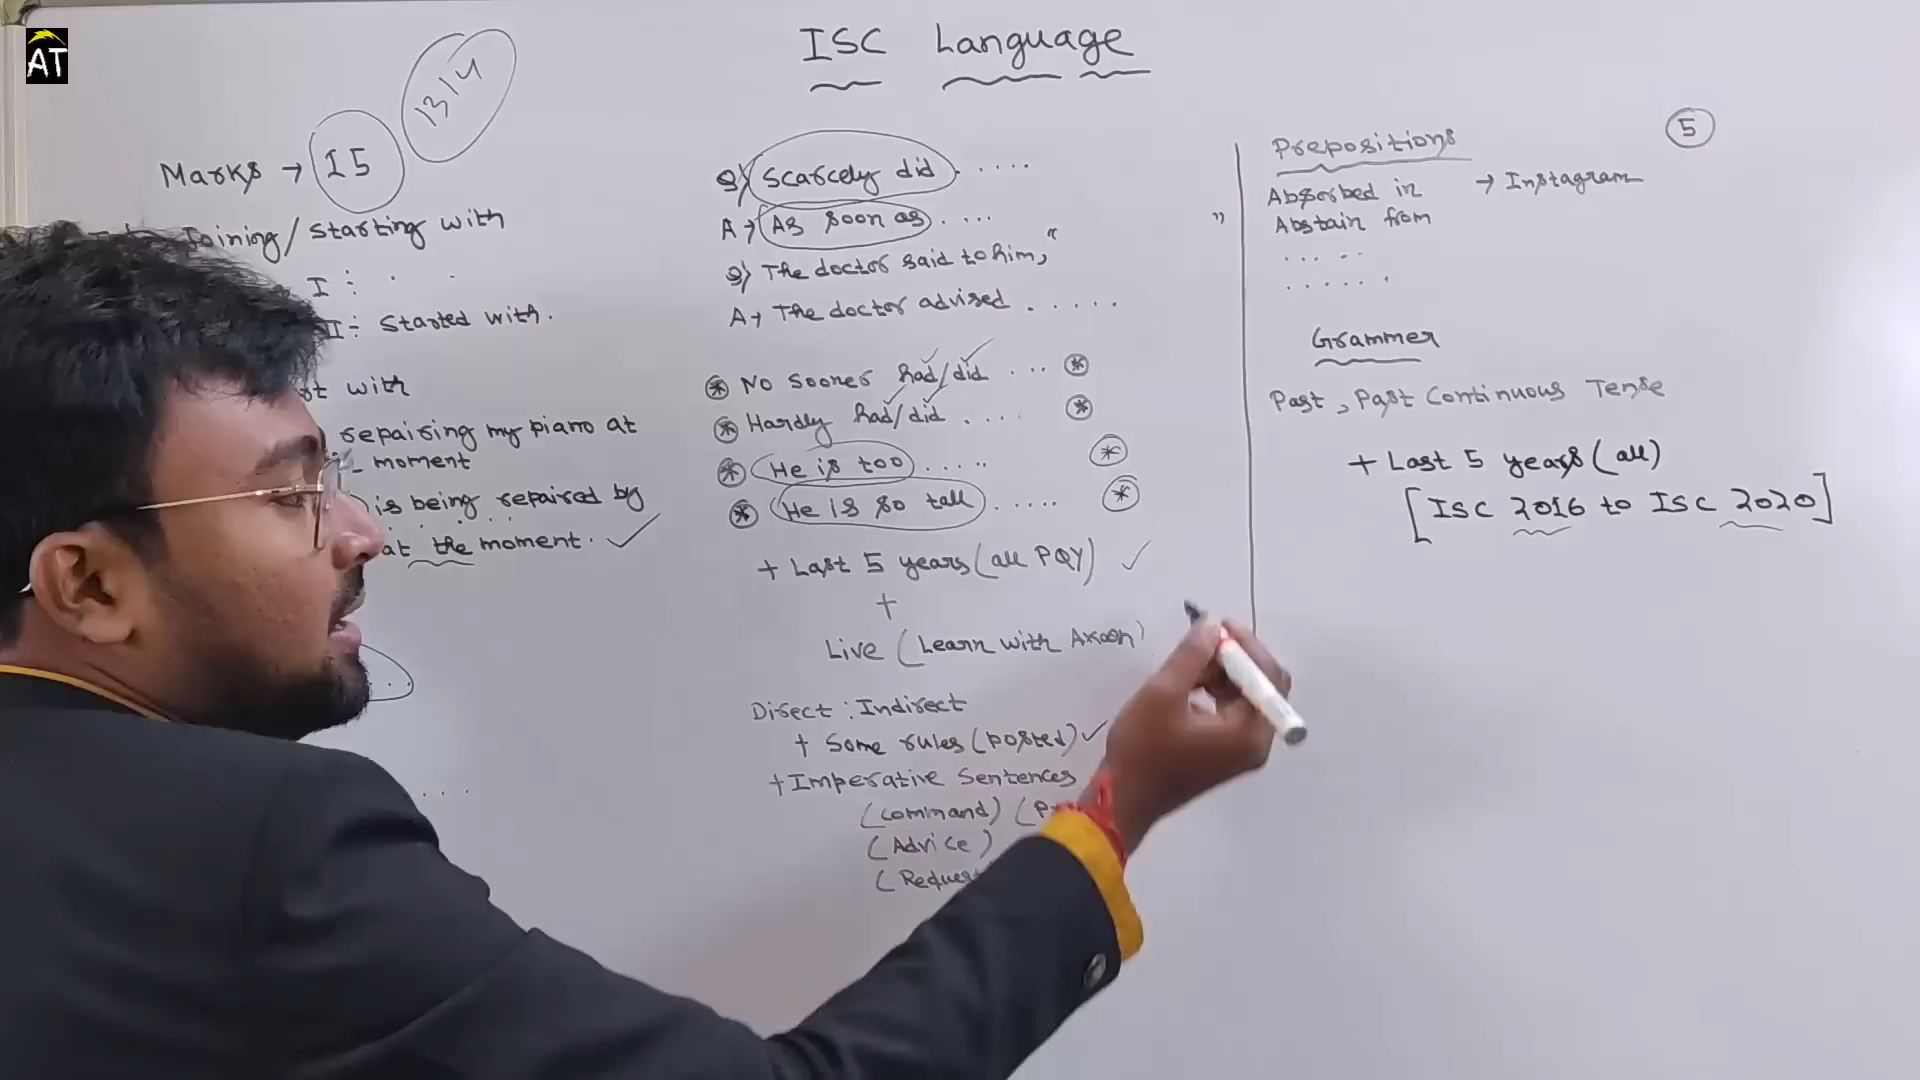 AT
ISC Language
13/14
Marks → 15
Joining/starting with
I :
I :- started with.
with
repairing my piano at
moment
is being repaired by
at the moment.
Q) Scarcely did .....
A → As soon as ....
Q) The doctor said to him, "
"
A → The doctor advised .....
* No sooner had/did ... *
* Hardly had/did .... *
* He is too ..... *
* He is so tall ..... *
+ Last 5 years (all PQY)
+
Live (Learn with
Direct : Indirect
+ Some rules (posted)
+ Imperative Sentences
(command)
(Advice)
Prepositions
5
Absorbed in → Instagram
Abstain from
.....
......
Grammer
Past, Past Continuous Tense
+ Last 5 years (all)
[ISC 2016 to ISC 2020]